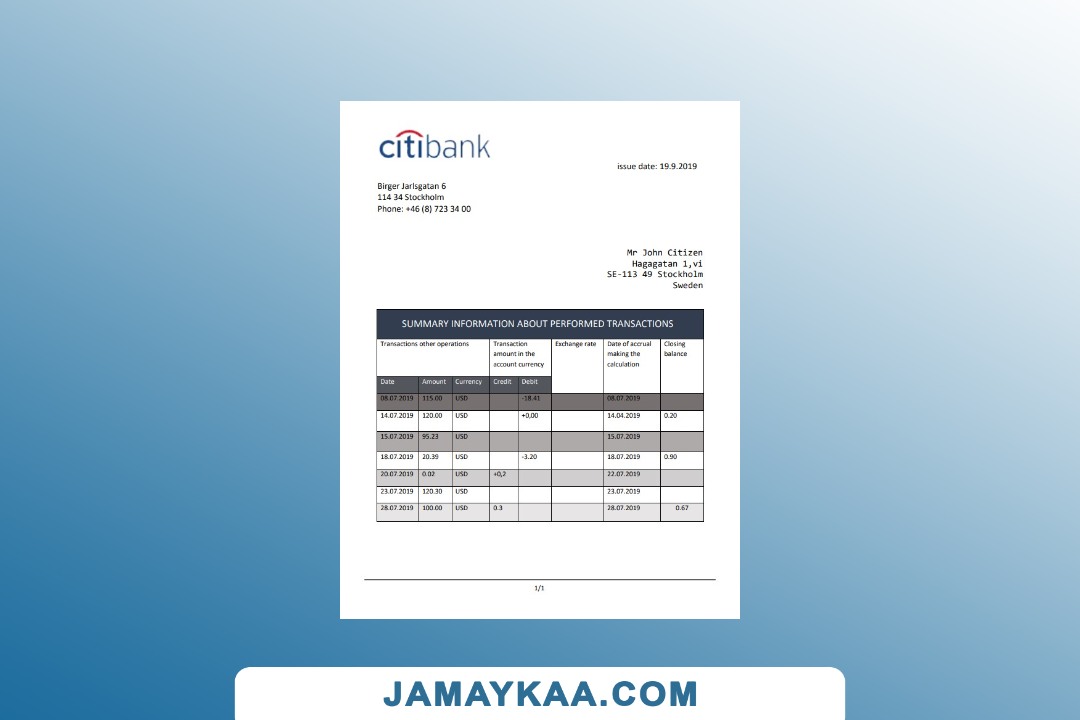 citibank
issue date: 19.9.2019
Birger Jarlsgatan 6
114 34 Stockholm
Phone: +46 (8) 723 34 00
Mr John Citizen
Hagagatan 1,vi
SE-113 49 Stockholm
Sweden
SUMMARY INFORMATION ABOUT PERFORMED TRANSACTIONS
Transactions other operations Transaction amount in the account currency Exchange rate Date of accrual making the calculation Closing balance
Date Amount Currency Credit Debit
08.07.2019 115.00 USD -18.41 08.07.2019
14.07.2019 120.00 USD +0,00 14.04.2019 0.20
15.07.2019 95.23 USD 15.07.2019
18.07.2019 20.39 USD -3.20 18.07.2019 0.90
20.07.2019 0.02 USD +0,2 22.07.2019
23.07.2019 120.30 USD 23.07.2019
28.07.2019 100.00 USD 0.3 28.07.2019 0.67
1/1
JAMAYKAA.COM